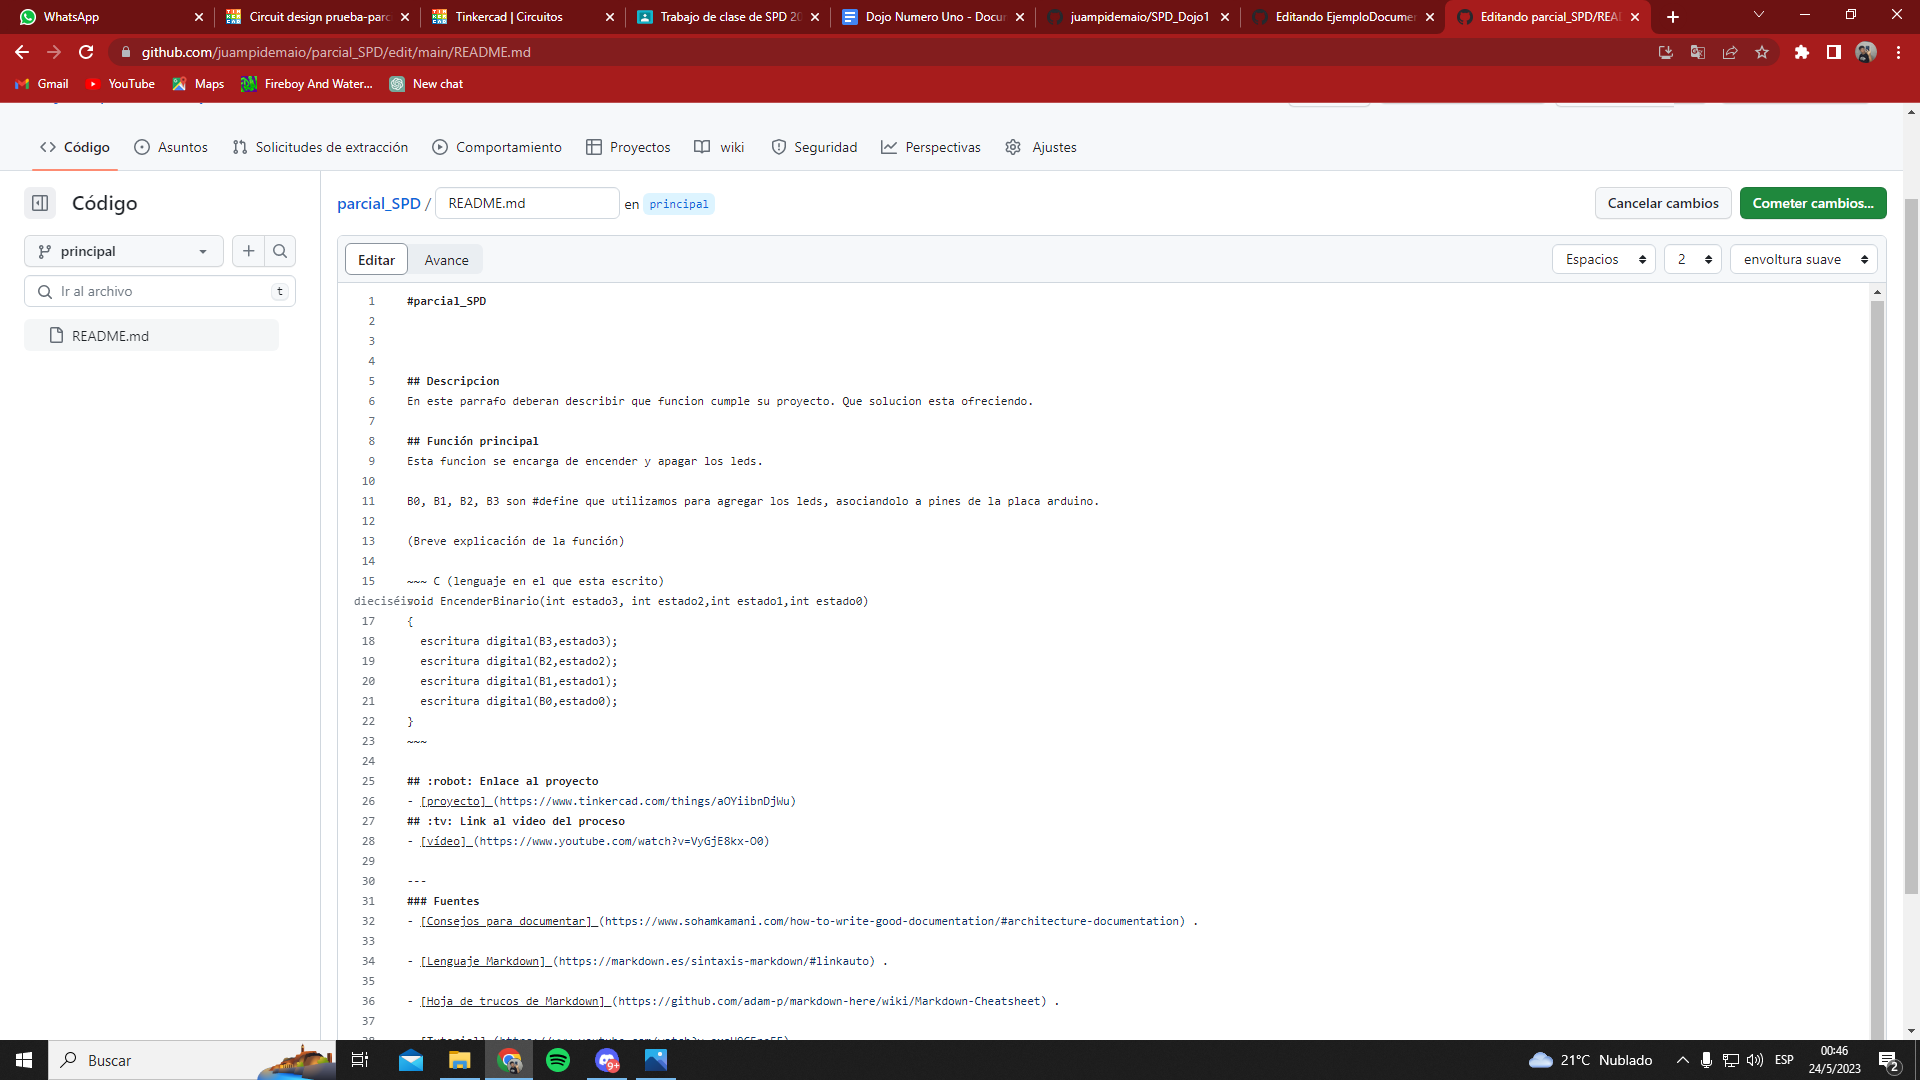 WhatsApp
Circuit design prueba-parc
Tinkercad | Circuitos
Trabajo de clase de SPD 20
Dojo Numero Uno - Docu
juampidemaio/SPD_Dojo1
Editando EjemploDocume
Editando parcial_SPD/REA
github.com/juampidemaio/parcial_SPD/edit/main/README.md
Gmail
YouTube
Maps
Fireboy And Water...
New chat
Código
Asuntos
Solicitudes de extracción
Comportamiento
Proyectos
wiki
Seguridad
Perspectivas
Ajustes
Código
parcial_SPD / README.md en principal
Cancelar cambios
Cometer cambios...
principal
Ir al archivo
t
README.md
Editar
Avance
Espacios
2
envoltura suave
1 #parcial_SPD
2
3
4
5 ## Descripcion
6 En este parrafo deberan describir que funcion cumple su proyecto. Que solucion esta ofreciendo.
7
8 ## Función principal
9 Esta funcion se encarga de encender y apagar los leds.
10
11 B0, B1, B2, B3 son #define que utilizamos para agregar los leds, asociandolo a pines de la placa arduino.
12
13 (Breve explicación de la función)
14
15 ~~~ C (lenguaje en el que esta escrito)
dieciséis void EncenderBinario(int estado3, int estado2,int estado1,int estado0)
17 {
18 escritura digital(B3,estado3);
19 escritura digital(B2,estado2);
20 escritura digital(B1,estado1);
21 escritura digital(B0,estado0);
22 }
23 ~~~
24
25 ## :robot: Enlace al proyecto
26 - [proyecto] (https://www.tinkercad.com/things/aOYiibnDjWu)
27 ## :tv: Link al video del proceso
28 - [vídeo] (https://www.youtube.com/watch?v=VyGjE8kx-O0)
29
30 ---
31 ### Fuentes
32 - [Consejos para documentar] (https://www.sohamkamani.com/how-to-write-good-documentation/#architecture-documentation) .
33
34 - [Lenguaje Markdown] (https://markdown.es/sintaxis-markdown/#linkauto) .
35
36 - [Hoja de trucos de Markdown] (https://github.com/adam-p/markdown-here/wiki/Markdown-Cheatsheet) .
37
Buscar
9+
21°C Nublado
ESP
00:46
24/5/2023
2